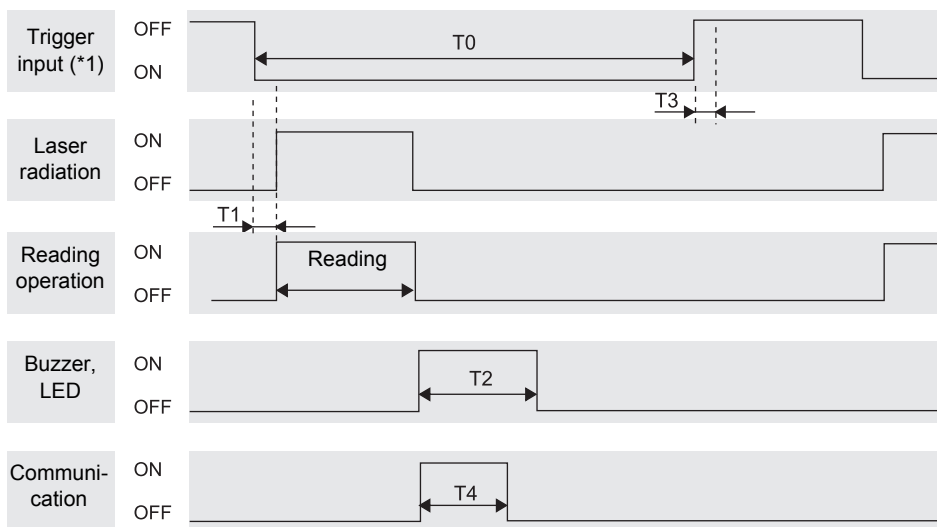 Trigger
input (*1)
OFF
ON
T0
T3
Laser
radiation
ON
OFF
T1
Reading
operation
ON
OFF
Reading
Buzzer,
LED
ON
OFF
T2
Communi-
cation
ON
OFF
T4